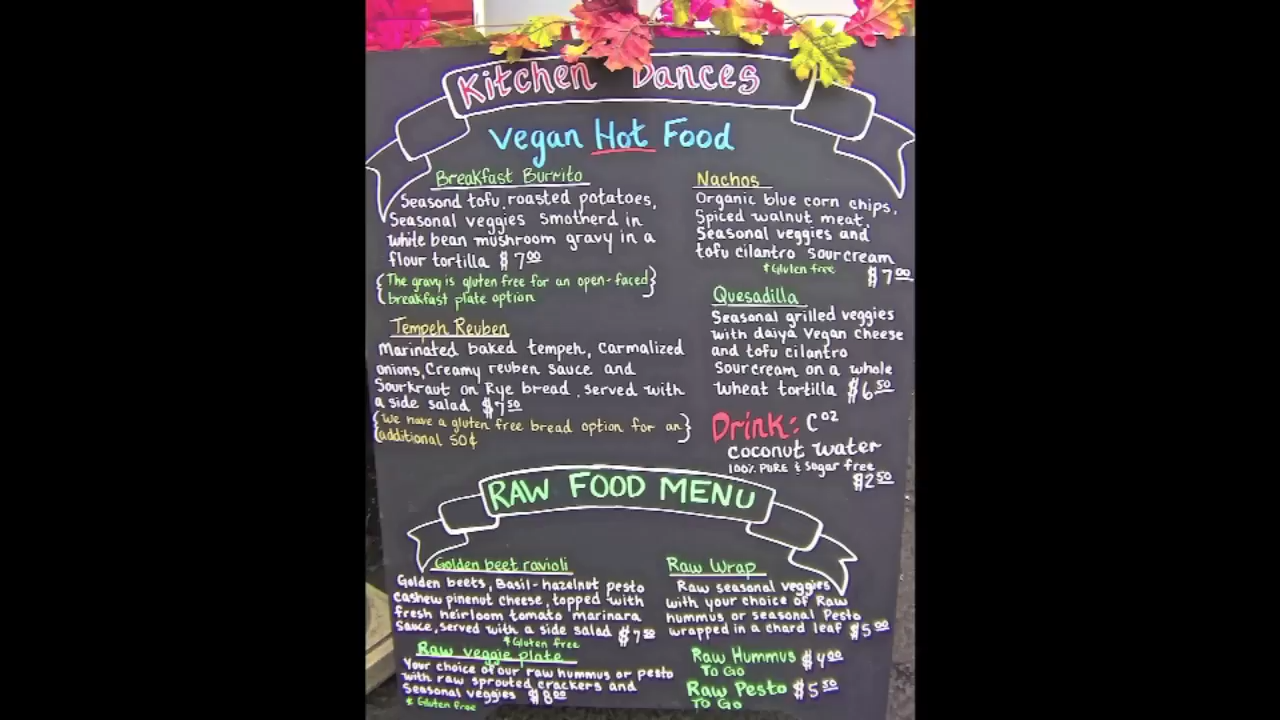 Kitchen Dances
Vegan Hot Food
Breakfast Burrito
Seasond tofu, roasted potatoes,
Seasonal veggies smotherd in
white bean mushroom gravy in a
flour tortilla $7.00
{The gravy is gluten free for an open-faced
breakfast plate option}
Tempeh Reuben
Marinated baked tempeh, carmalized
onions, Creamy reuben sauce and
Sourkraut on Rye bread, served with
a side salad $7.50
{we have a gluten free bread option for an
additional 50¢}
Nachos
Organic blue corn chips,
Spiced walnut meat,
Seasonal veggies and
tofu cilantro sourcream
*Gluten free
$7.00
Quesadilla
Seasonal grilled veggies
with daiya Vegan cheese
and tofu cilantro
Sourcream on a whole
wheat tortilla $6.50
Drink: C02
coconut water
100% PURE & Sugar free
$2.50
RAW FOOD MENU
Golden beet ravioli
Golden beets, Basil-hazelnut pesto
cashew pinenut cheese, topped with
fresh heirloom tomato marinara
Sauce, served with a side salad $7.50
*Gluten free
Raw veggie plate
Your choice of our raw hummus or pesto
with raw sprouted crackers and
Seasonal veggies $8.00
*Gluten free
Raw Wrap
Raw seasonal veggies
with your choice of Raw
hummus or seasonal Pesto
wrapped in a chard leaf $5.00
Raw Hummus $4.00
TO GO
Raw Pesto $5.50
TO GO